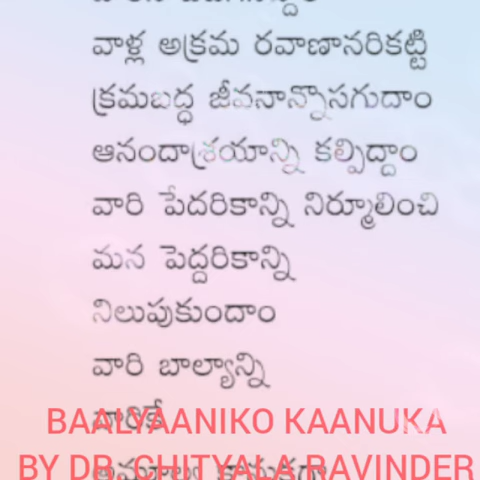 వాళ్ల అక్రమ రవాణానరికట్టి
క్రమబద్ధ జీవనాన్నొసగుదాం
ఆనందాశ్రయాన్ని కల్పిద్దాం
వారి పేదరికాన్ని నిర్మూలించి
మన పెద్దరికాన్ని
నిలుపుకుందాం
వారి బాల్యాన్ని
వారికే
BAALYAANIKO KAANUKA
BY DR. CHITYALA RAVINDER